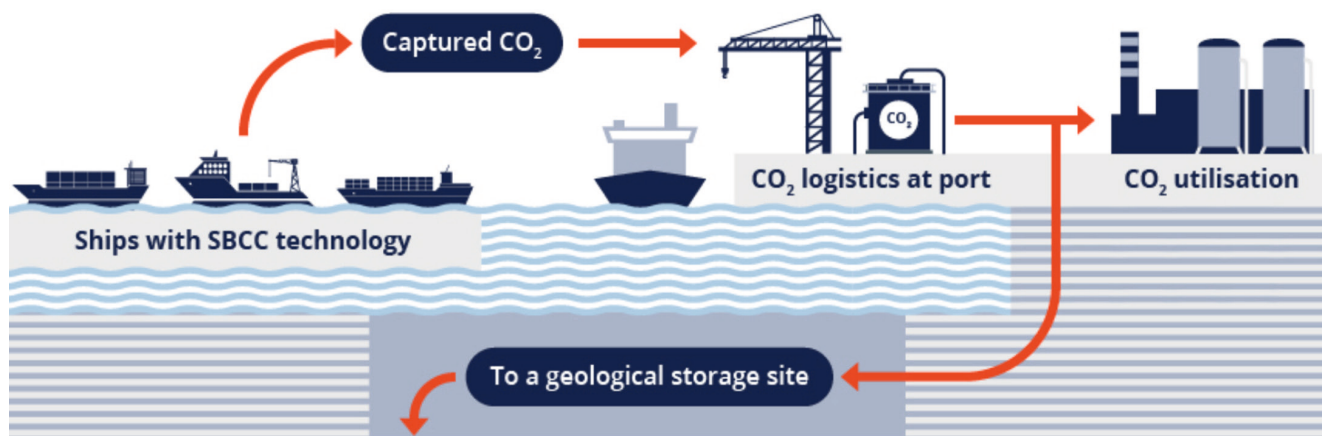 Captured CO₂
CO₂
CO₂ logistics at port
CO₂ utilisation
Ships with SBCC technology
To a geological storage site